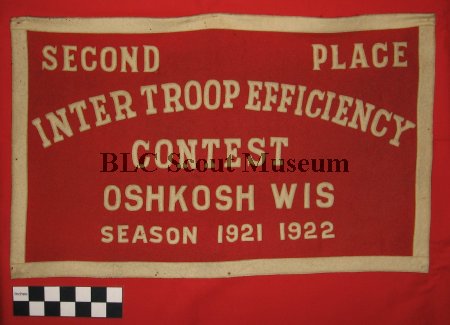 SECOND PLACE
INTER TROOP EFFICIENCY
CONTEST
BLC Scout Museum
OSHKOSH WIS
SEASON 1921 1922